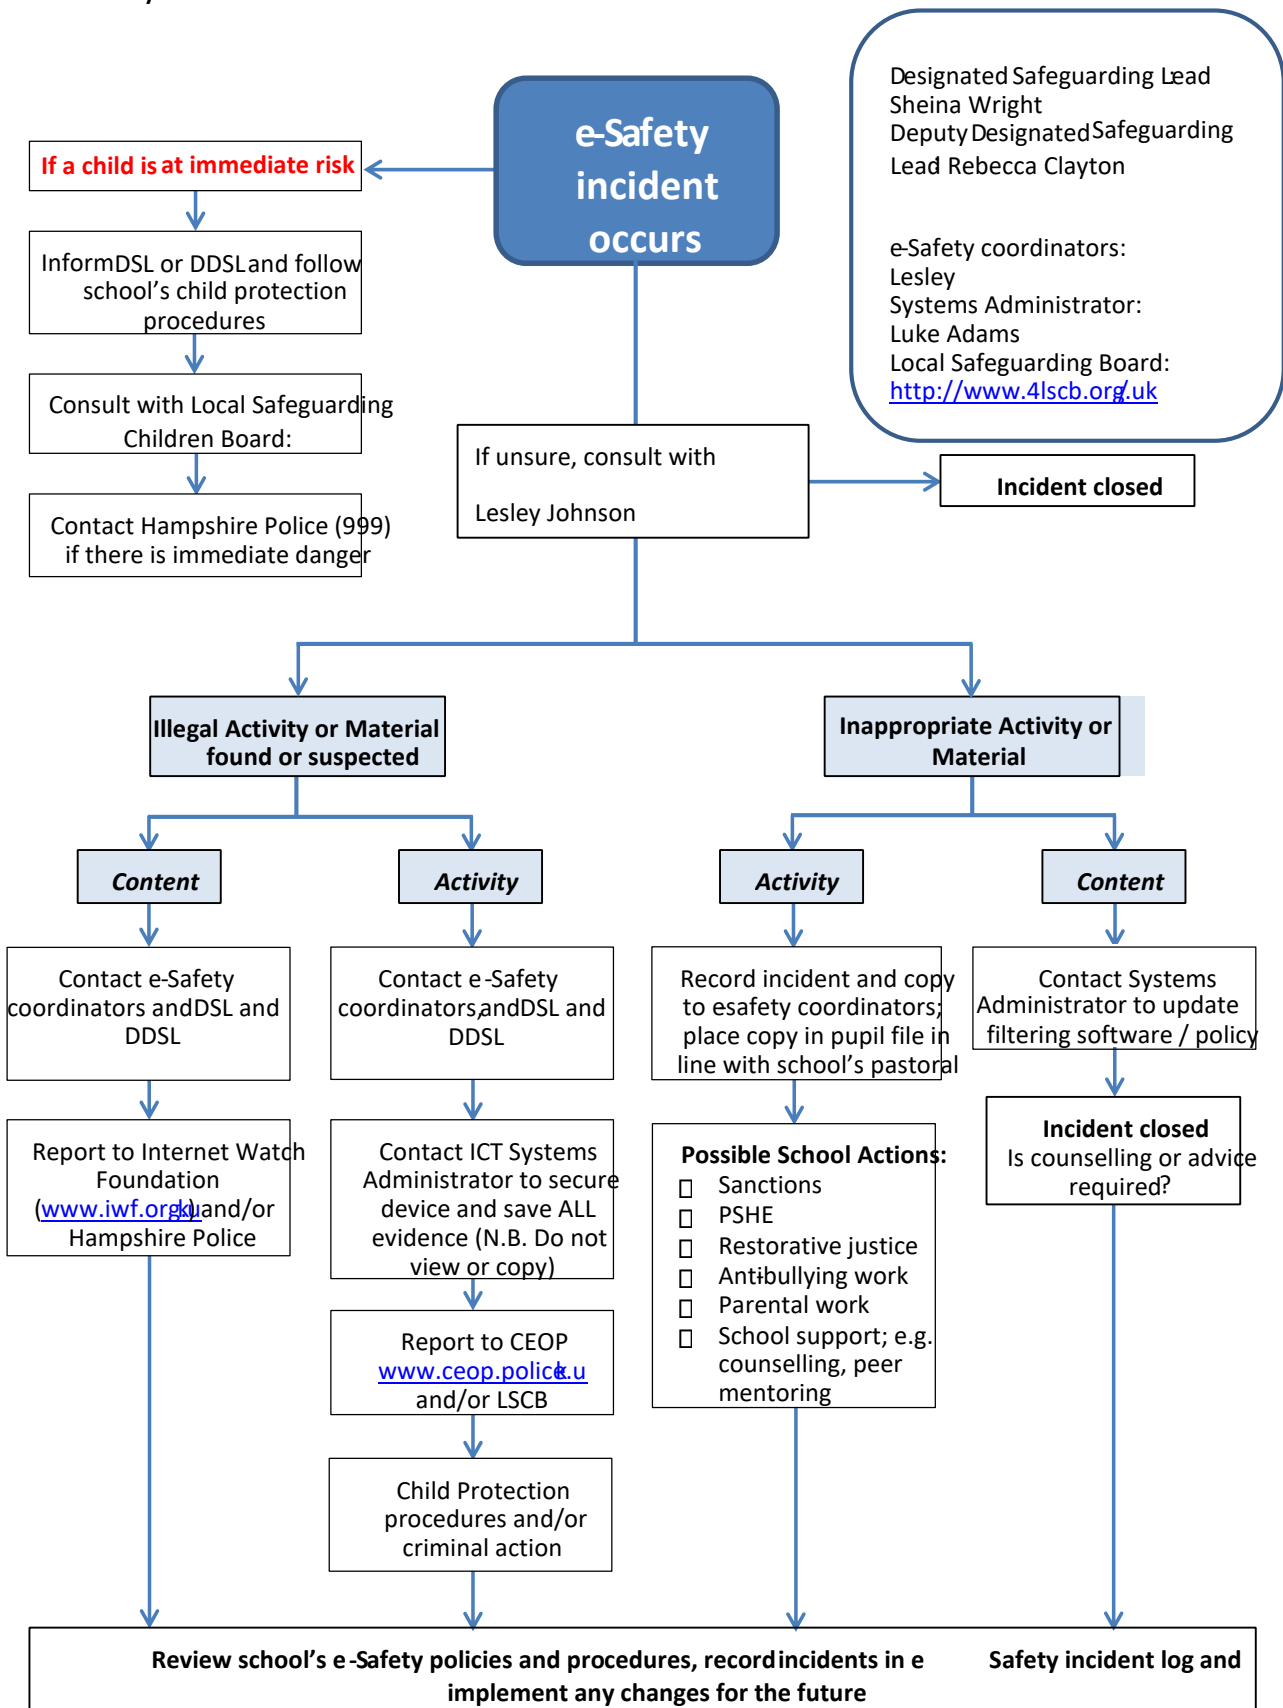 e-Safety
incident
occurs
Designated Safeguarding Lead:
Sheina Wright
Deputy Designated Safeguarding
Lead: Rebecca Clayton
e-Safety coordinators:
Lesley
Systems Administrator:
Luke Adams
Local Safeguarding Board:
http://www.4lscb.org.uk/
If a child is at immediate risk
Inform DSL or DDSL and follow
school’s child protection
procedures
Consult with Local Safeguarding
Children Board:
Contact Hampshire Police (999)
if there is immediate danger
If unsure, consult with
Lesley Johnson
Incident closed
Illegal Activity or Material
found or suspected
Inappropriate Activity or
Material
Content
Activity
Activity
Content
Contact e-Safety
coordinators and DSL and
DDSL
Report to Internet Watch
Foundation
(www.iwf.org.uk) and/or
Hampshire Police
Contact e-Safety
coordinators, and DSL and
DDSL
Contact ICT Systems
Administrator to secure
device and save ALL
evidence (N.B. Do not
view or copy)
Report to CEOP
www.ceop.police.uk
and/or LSCB
Child Protection
procedures and/or
criminal action
Record incident and copy
to esafety coordinators;
place copy in pupil file in
line with school’s pastoral
Possible School Actions:
Sanctions
PSHE
Restorative justice
Anti-bullying work
Parental work
School support; e.g.
counselling, peer
mentoring
Contact Systems
Administrator to update
filtering software / policy
Incident closed
Is counselling or advice
required?
Review school’s e-Safety policies and procedures, record incidents in e Safety incident log and
implement any changes for the future